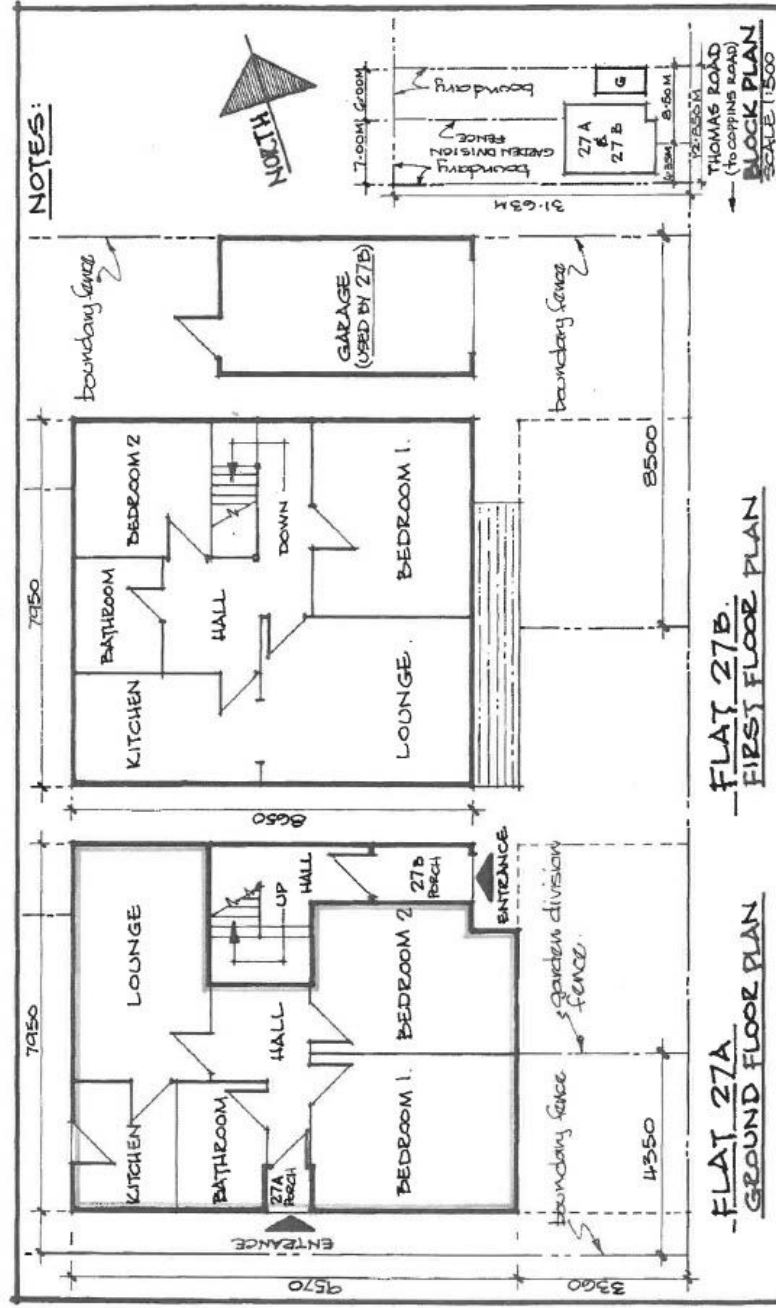 NOTES:
NORTH
7.00M
6.00M
boundary
GARDEN DIVISION
FENCE
boundary
31.63M
27A
&
27B
G
8.50M
12.850M
THOMAS ROAD
(TO COPPINS ROAD)
BLOCK PLAN
SCALE 1:500
boundary fence
GARAGE
(USED BY 27B)
boundary fence
8500
7950
BEDROOM 2
BATHROOM
KITCHEN
HALL
DOWN
BEDROOM 1.
LOUNGE.
8650
FLAT 27B.
FIRST FLOOR PLAN
7950
LOUNGE
KITCHEN
BATHROOM
UP
HALL
HALL
27B
PORCH
ENTRANCE
27A
PORCH
ENTRANCE
BEDROOM 1.
BEDROOM 2
garden division
fence.
boundary fence
4350
9570
3360
FLAT 27A
GROUND FLOOR PLAN